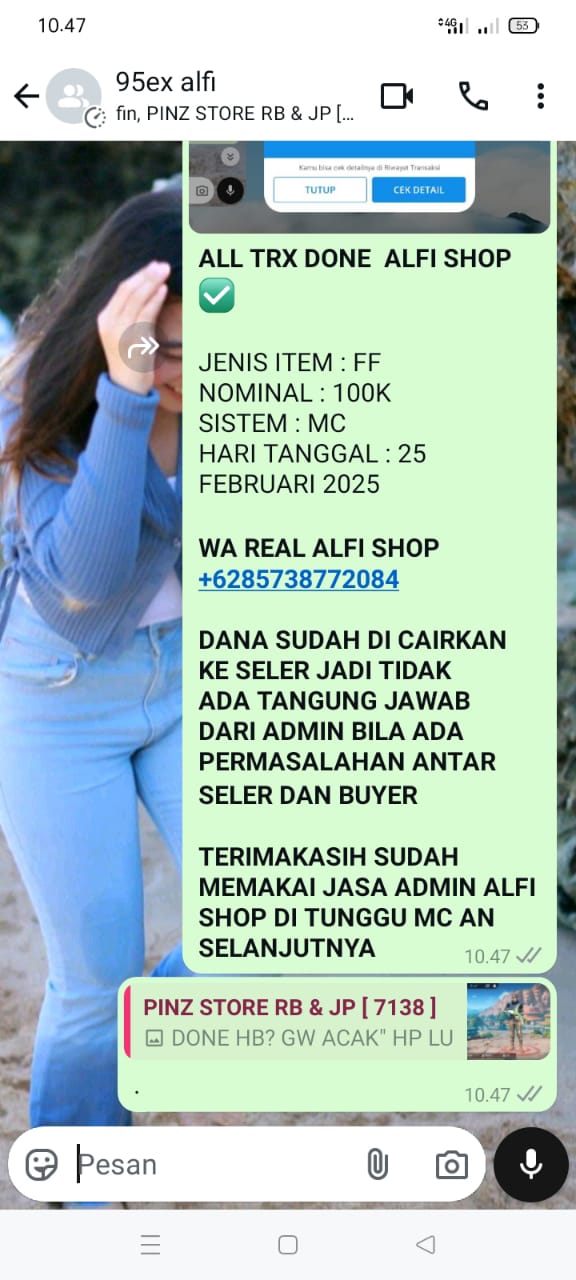 10.47
4G
53
95ex alfi
fin, PINZ STORE RB & JP [...
Kamu bisa cek detailnya di Riwayat Transaksi
TUTUP
CEK DETAIL
ALL TRX DONE  ALFI SHOP
✅
JENIS ITEM : FF
NOMINAL : 100K
SISTEM : MC
HARI TANGGAL : 25
FEBRUARI 2025
WA REAL ALFI SHOP
+6285738772084
DANA SUDAH DI CAIRKAN
KE SELER JADI TIDAK
ADA TANGUNG JAWAB
DARI ADMIN BILA ADA
PERMASALAHAN ANTAR
SELER DAN BUYER
TERIMAKASIH SUDAH
MEMAKAI JASA ADMIN ALFI
SHOP DI TUNGGU MC AN
SELANJUTNYA
10.47
PINZ STORE RB & JP [ 7138 ]
DONE HB? GW ACAK" HP LU
.
10.47
Pesan